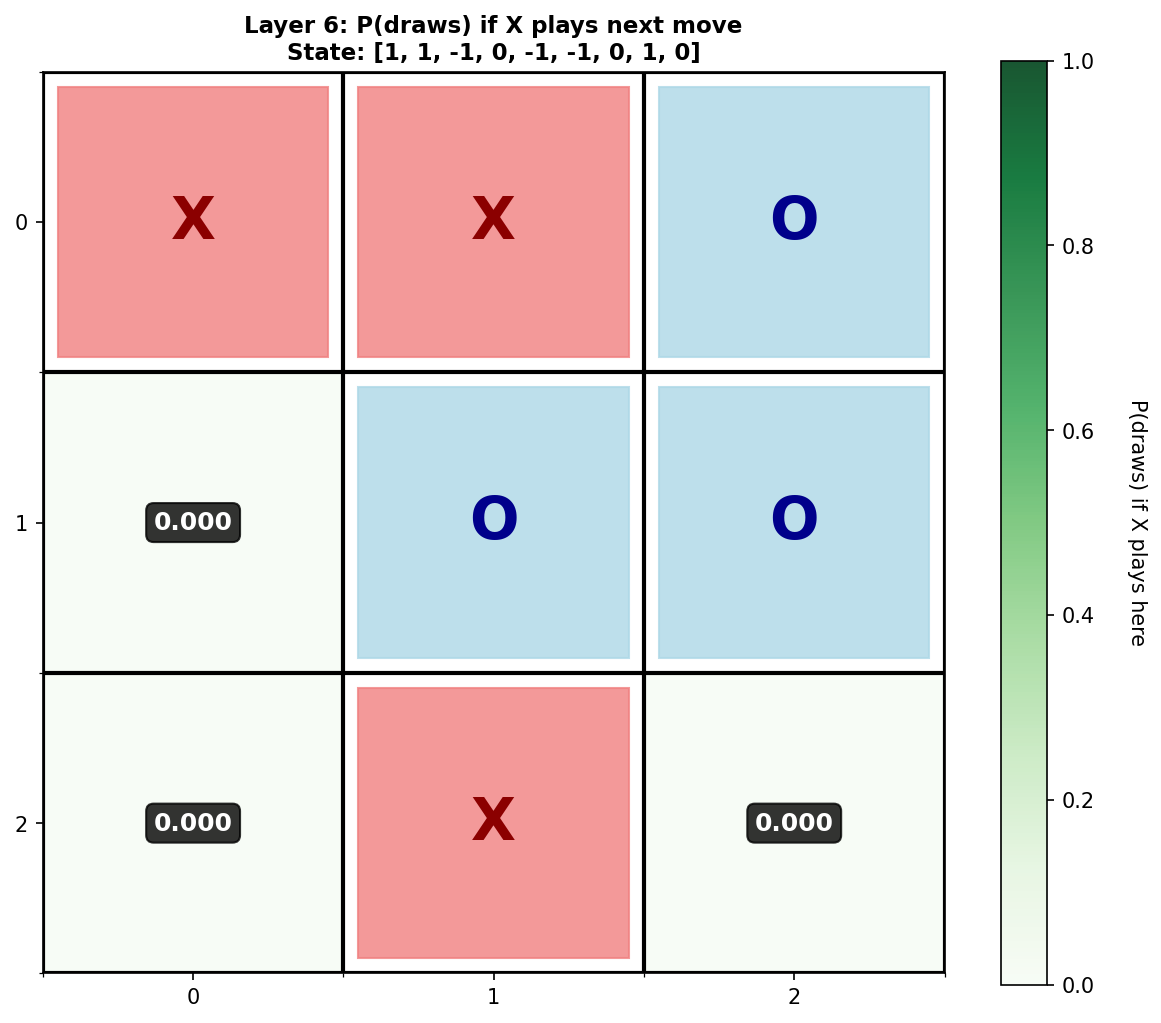 Layer 6: P(draws) if X plays next move
State: [1, 1, -1, 0, -1, -1, 0, 1, 0]
1.0
0.8
0.6
0.4
0.2
0.0
P(draws) if X plays here
0
X
X
O
1
0.000
O
O
2
0.000
X
0.000
0
1
2